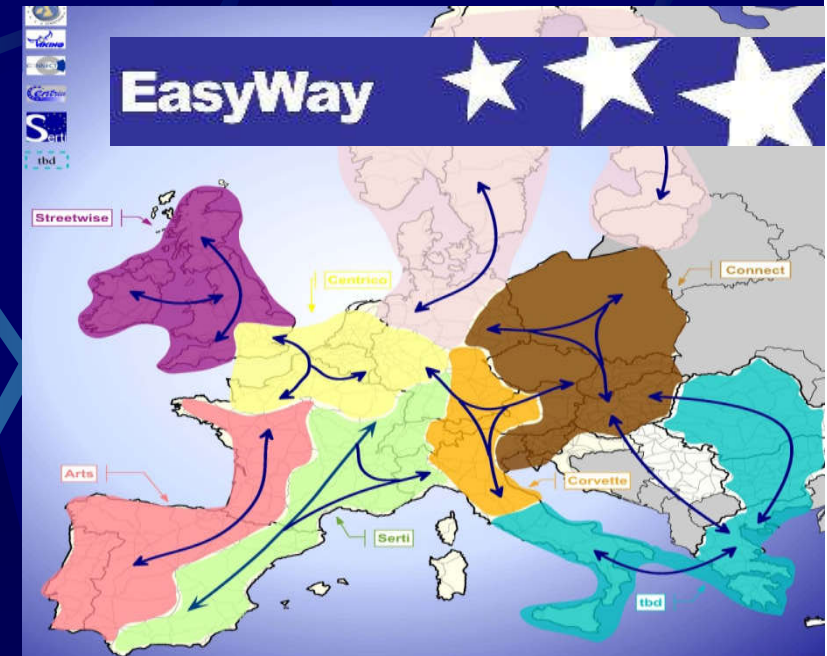 EasyWay
Serti
tbd
Streetwise
Centrico
Connect
Arts
Corvette
Serti
tbd